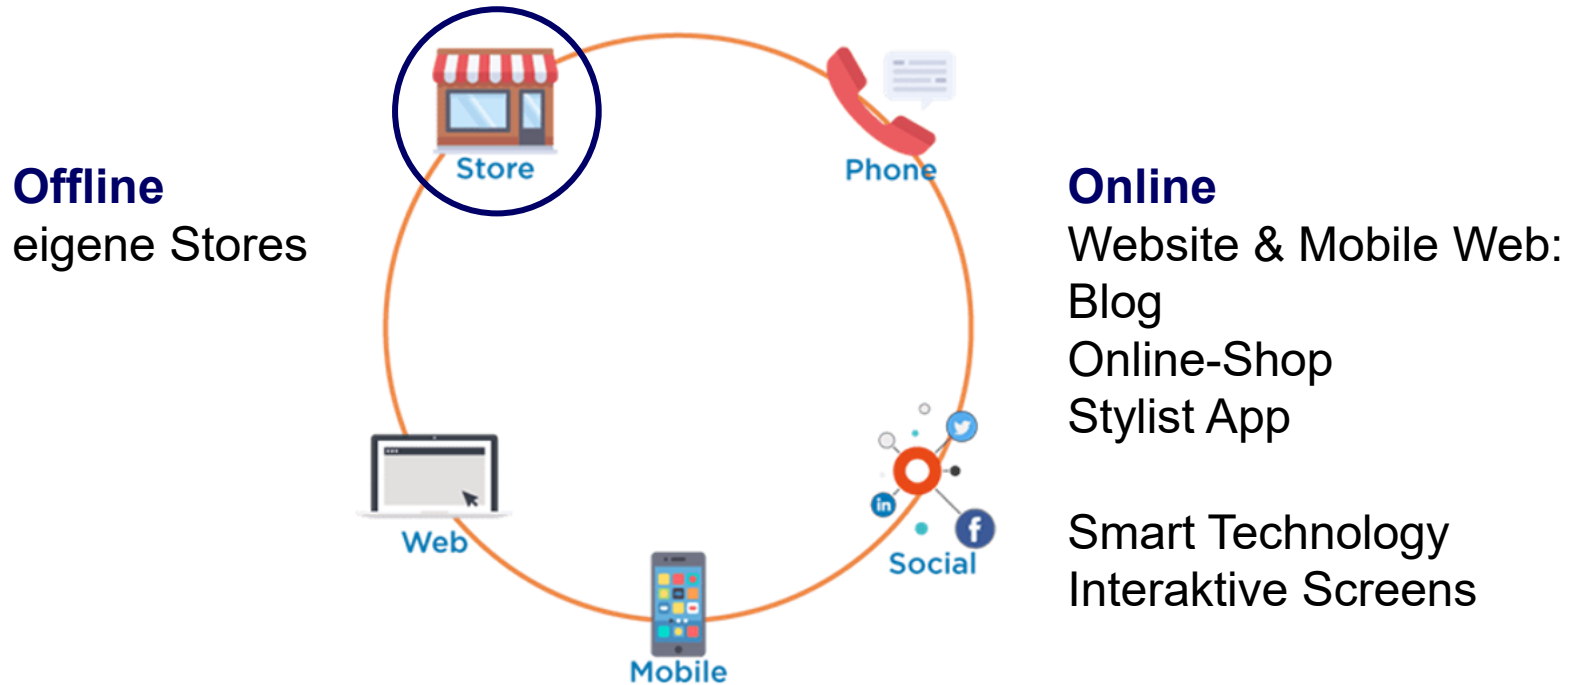 Offline
eigene Stores
Store
Phone
Web
Mobile
in
f
Social
Online
Website & Mobile Web:
Blog
Online-Shop
Stylist App
Smart Technology
Interaktive Screens